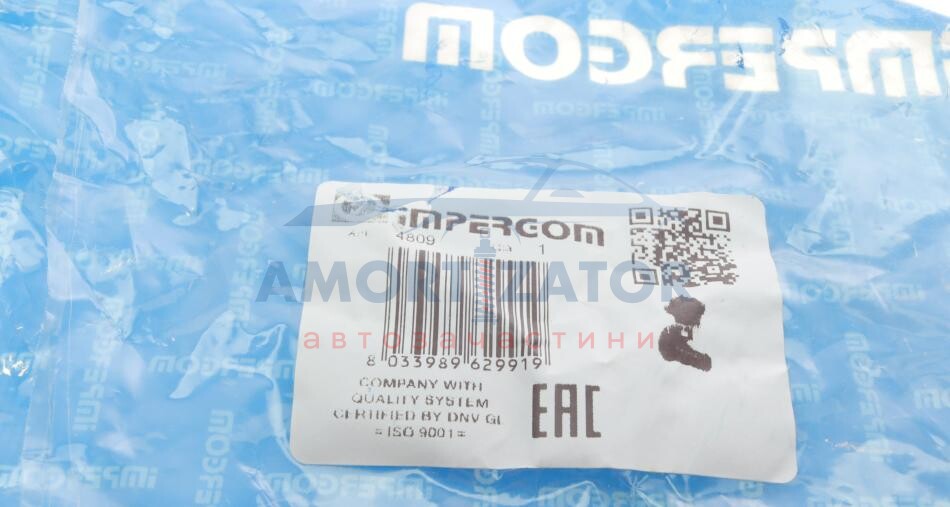 IMPERGOM
IMPERGOM
4809 1
AMORTIZATOR
автозапчастини
8 033989 629919
COMPANY WITH
QUALITY SYSTEM
CERTIFIED BY DNV GL
= ISO 9001 =
EAC